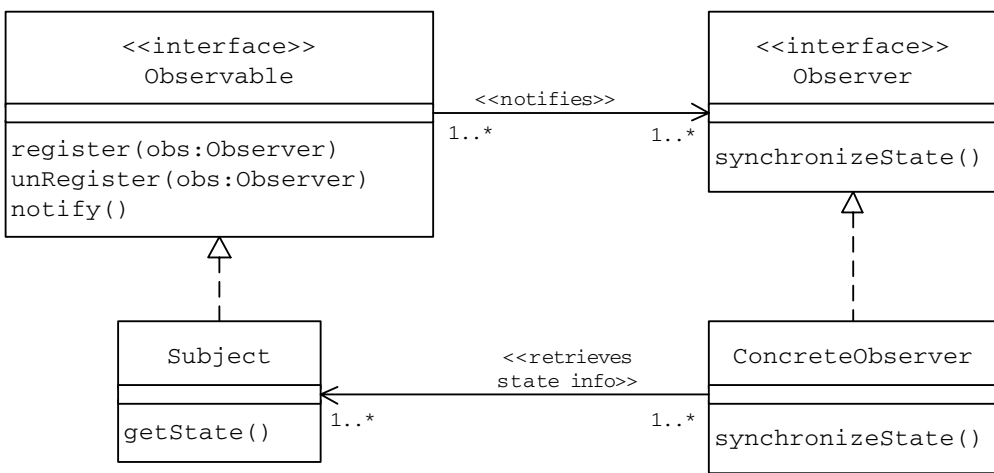 <<interface>>
Observable
register(obs:Observer)
unRegister(obs:Observer)
notify()
<<notifies>>
1..*
1..*
<<interface>>
Observer
synchronizeState()
Subject
getState()
<<retrieves
state info>>
1..*
1..*
ConcreteObserver
synchronizeState()